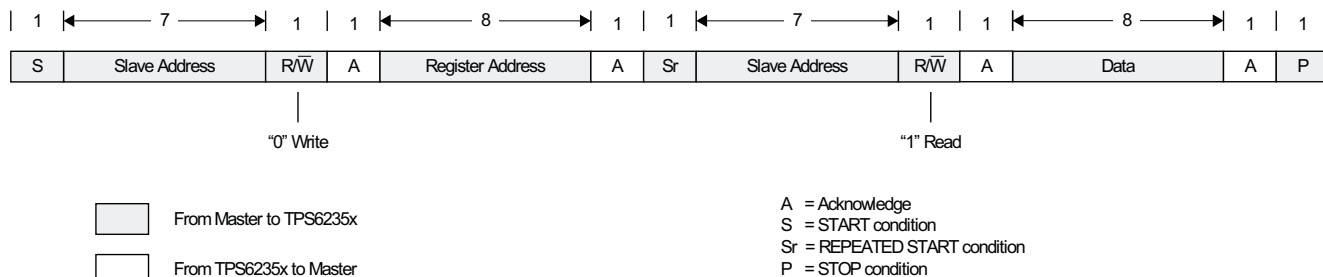 1 7 1 1 8 1 1 7 1 1 8 1 1
S Slave Address R/W̅ A Register Address A Sr Slave Address R/W̅ A Data A P
“0” Write “1” Read
From Master to TPS6235x
From TPS6235x to Master
A = Acknowledge
S = START condition
Sr = REPEATED START condition
P = STOP condition